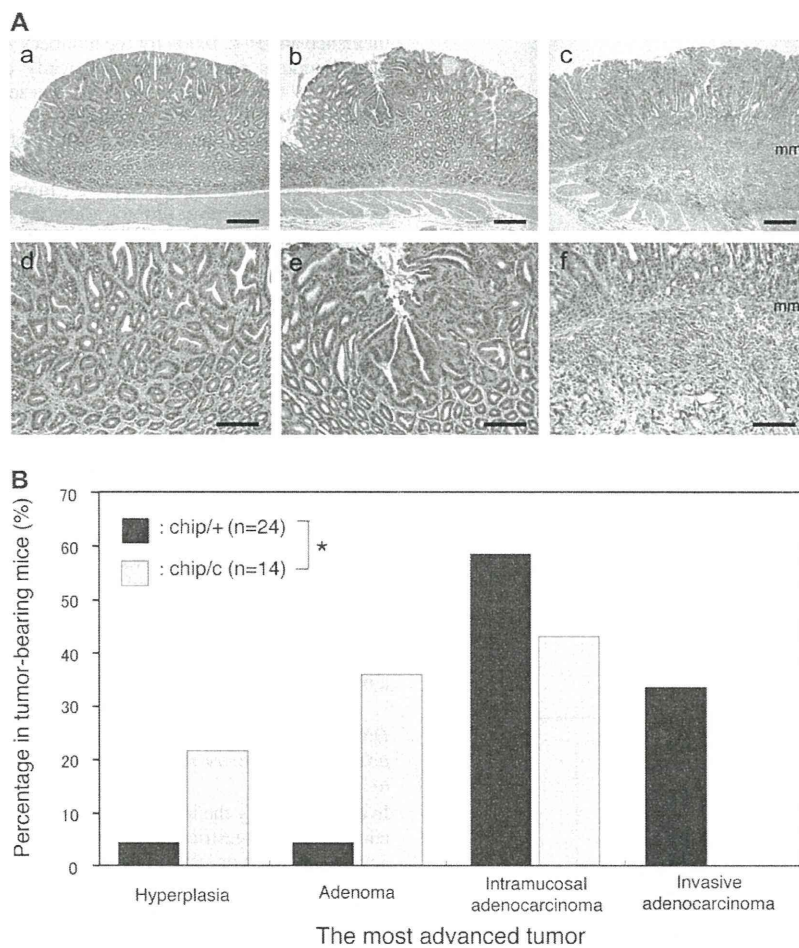 A
a
b
c
mm
d
e
f
mm
B
Percentage in tumor-bearing mice (%)
70
60
50
40
30
20
10
0
: chip/+ (n=24)
*
: chip/c (n=14)
Hyperplasia
Adenoma
Intramucosal
adenocarcinoma
Invasive
adenocarcinoma
The most advanced tumor